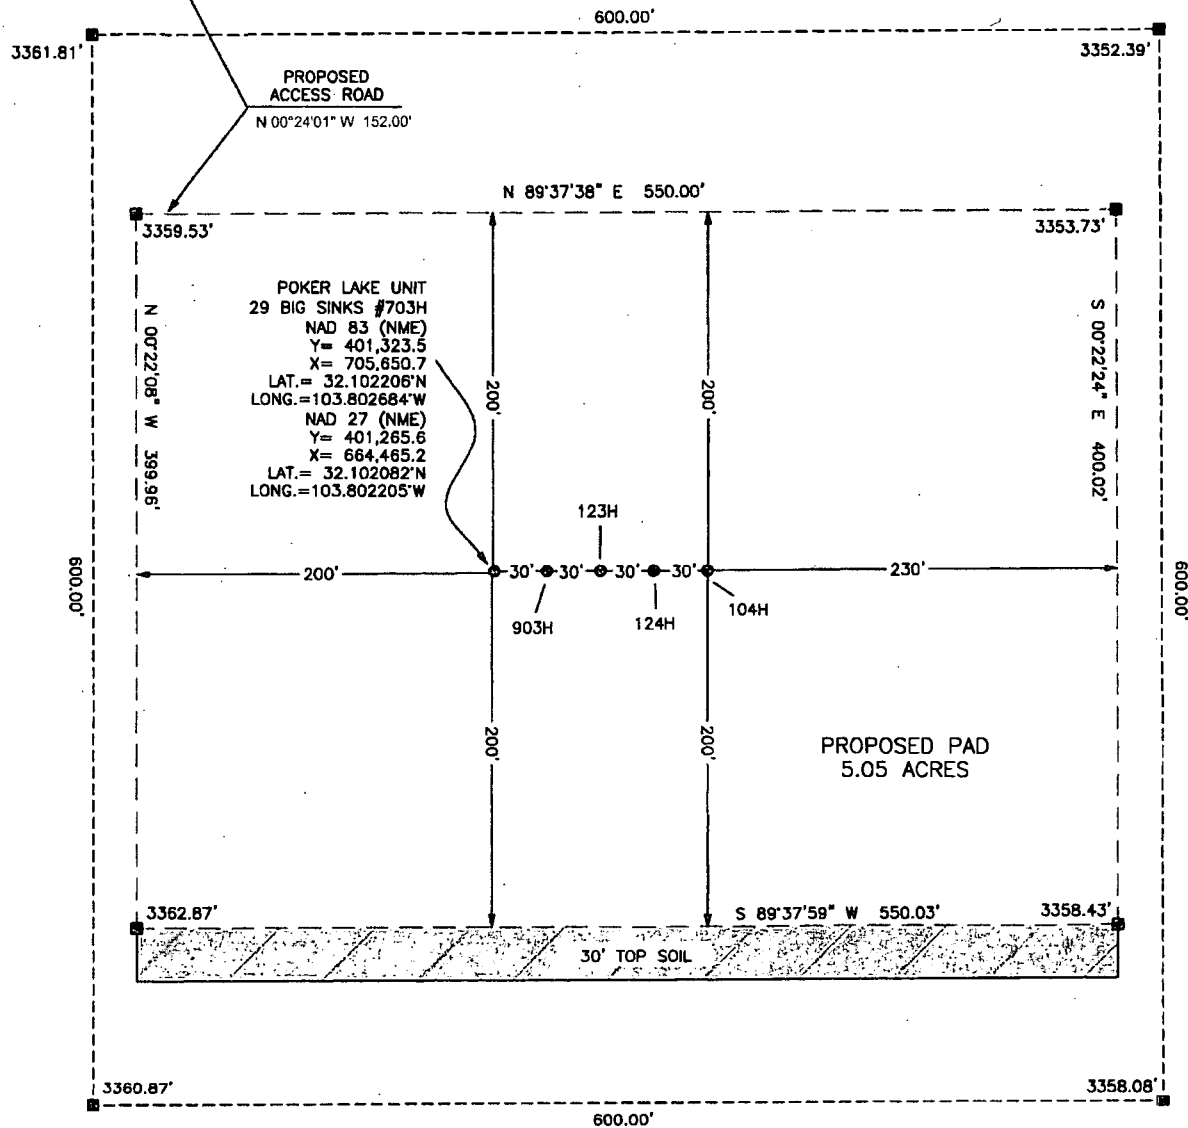 600.00'
3361.81'
3352.39'
PROPOSED
ACCESS ROAD
N 00°24'01" W 152.00'
N 89°37'38" E 550.00'
3359.53'
3353.73'
N 00°22'08" W 399.96'
S 00°22'24" E 400.02'
POKER LAKE UNIT
29 BIG SINKS #703H
NAD 83 (NME)
Y= 401,323.5
X= 705,650.7
LAT.= 32.102206°N
LONG.=103.802684°W
NAD 27 (NME)
Y= 401,265.6
X= 664,465.2
LAT.= 32.102082°N
LONG.=103.802205°W
200'
200'
123H
600.00'
200'
30'
30'
30'
30'
230'
600.00'
903H
124H
104H
200'
200'
PROPOSED PAD
5.05 ACRES
3362.87'
S 89°37'59" W 550.03'
3358.43'
30' TOP SOIL
3360.87'
3358.08'
600.00'